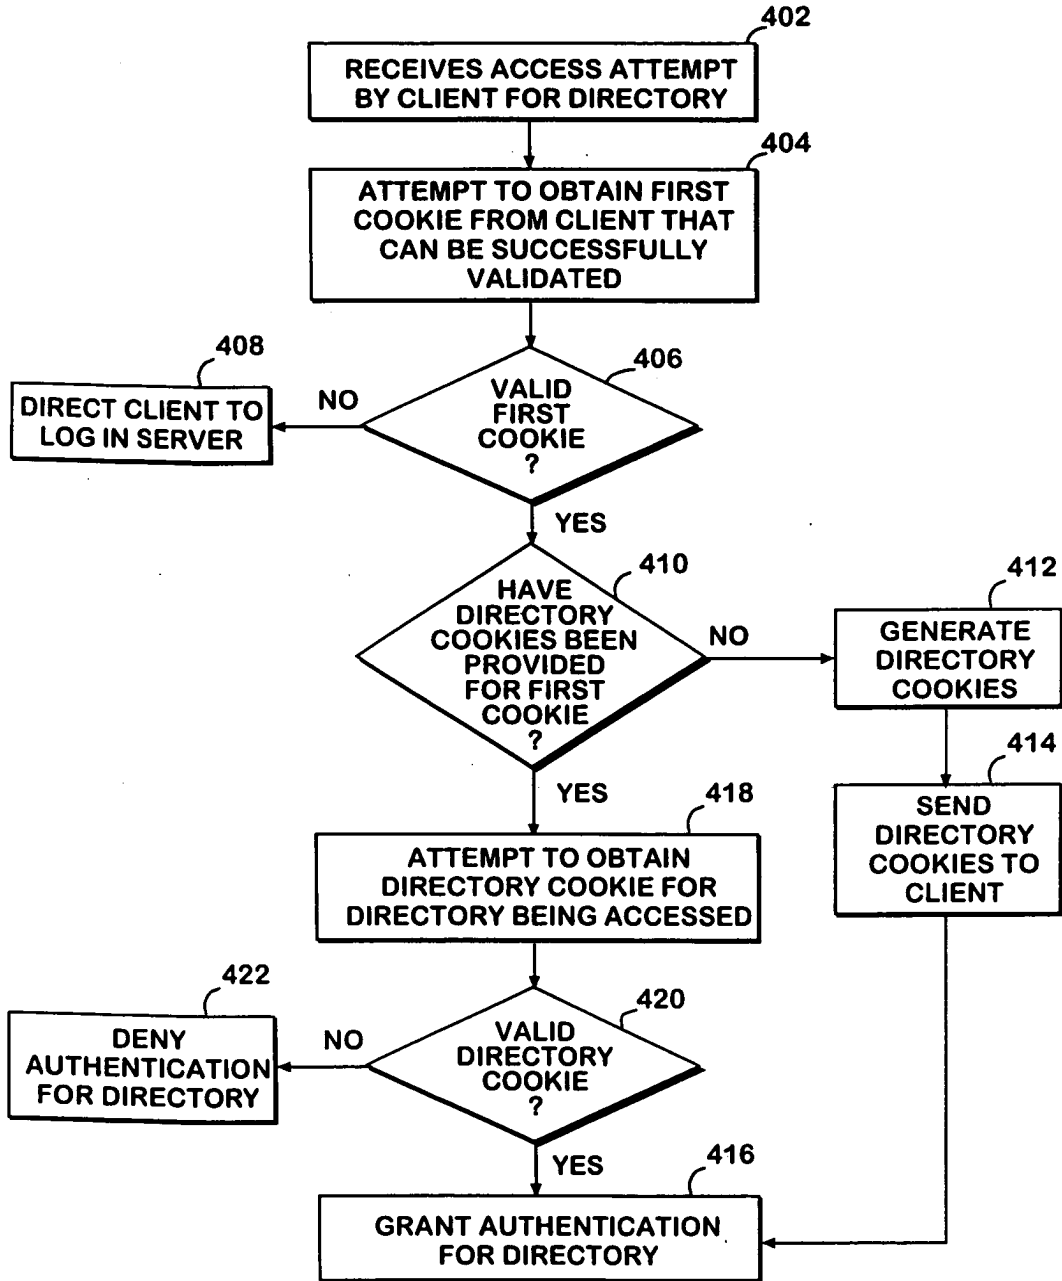 402
RECEIVES ACCESS ATTEMPT
BY CLIENT FOR DIRECTORY
404
ATTEMPT TO OBTAIN FIRST
COOKIE FROM CLIENT THAT
CAN BE SUCCESSFULLY
VALIDATED
406
VALID
FIRST
COOKIE
?
NO
408
DIRECT CLIENT TO
LOG IN SERVER
YES
410
HAVE
DIRECTORY
COOKIES BEEN
PROVIDED
FOR FIRST
COOKIE
?
NO
412
GENERATE
DIRECTORY
COOKIES
414
SEND
DIRECTORY
COOKIES TO
CLIENT
YES
418
ATTEMPT TO OBTAIN
DIRECTORY COOKIE FOR
DIRECTORY BEING ACCESSED
420
VALID
DIRECTORY
COOKIE
?
NO
422
DENY
AUTHENTICATION
FOR DIRECTORY
YES
416
GRANT AUTHENTICATION
FOR DIRECTORY